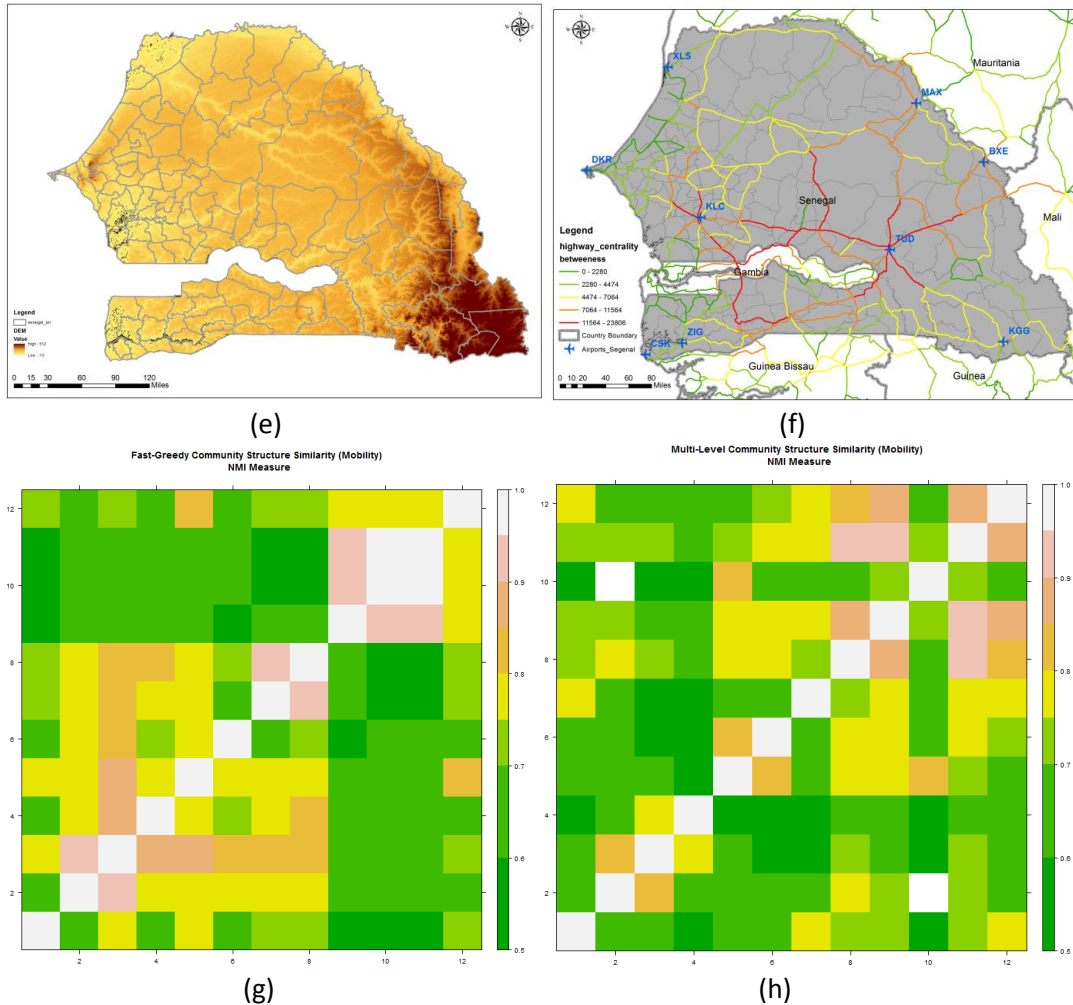 N
W E
S
Legend
senegal_arr
DEM
Value
0 15 30 60 90 120
Miles
(e)
N
W E
S
XLS
Mauritania
MAX
BXE
DKR
KLC
Senegal
Mali
TUD
Gambia
Legend
highway_centrality
betweeness
0 - 2280
2280 - 4474
4474 - 7064
7064 - 11564
11564 - 23806
Country Boundary
Airports_Segenal
ZIG
CSK
KGG
Guinea Bissau
Guinea
0 10 20 40 60 80
Miles
(f)
Fast-Greedy Community Structure Similarity (Mobility)
NMI Measure
12
10
8
6
4
2
2 4 6 8 10 12
1.0
0.9
0.8
0.7
0.6
0.5
(g)
Multi-Level Community Structure Similarity (Mobility)
NMI Measure
12
10
8
6
4
2
2 4 6 8 10 12
1.0
0.9
0.8
0.7
0.6
0.5
(h)